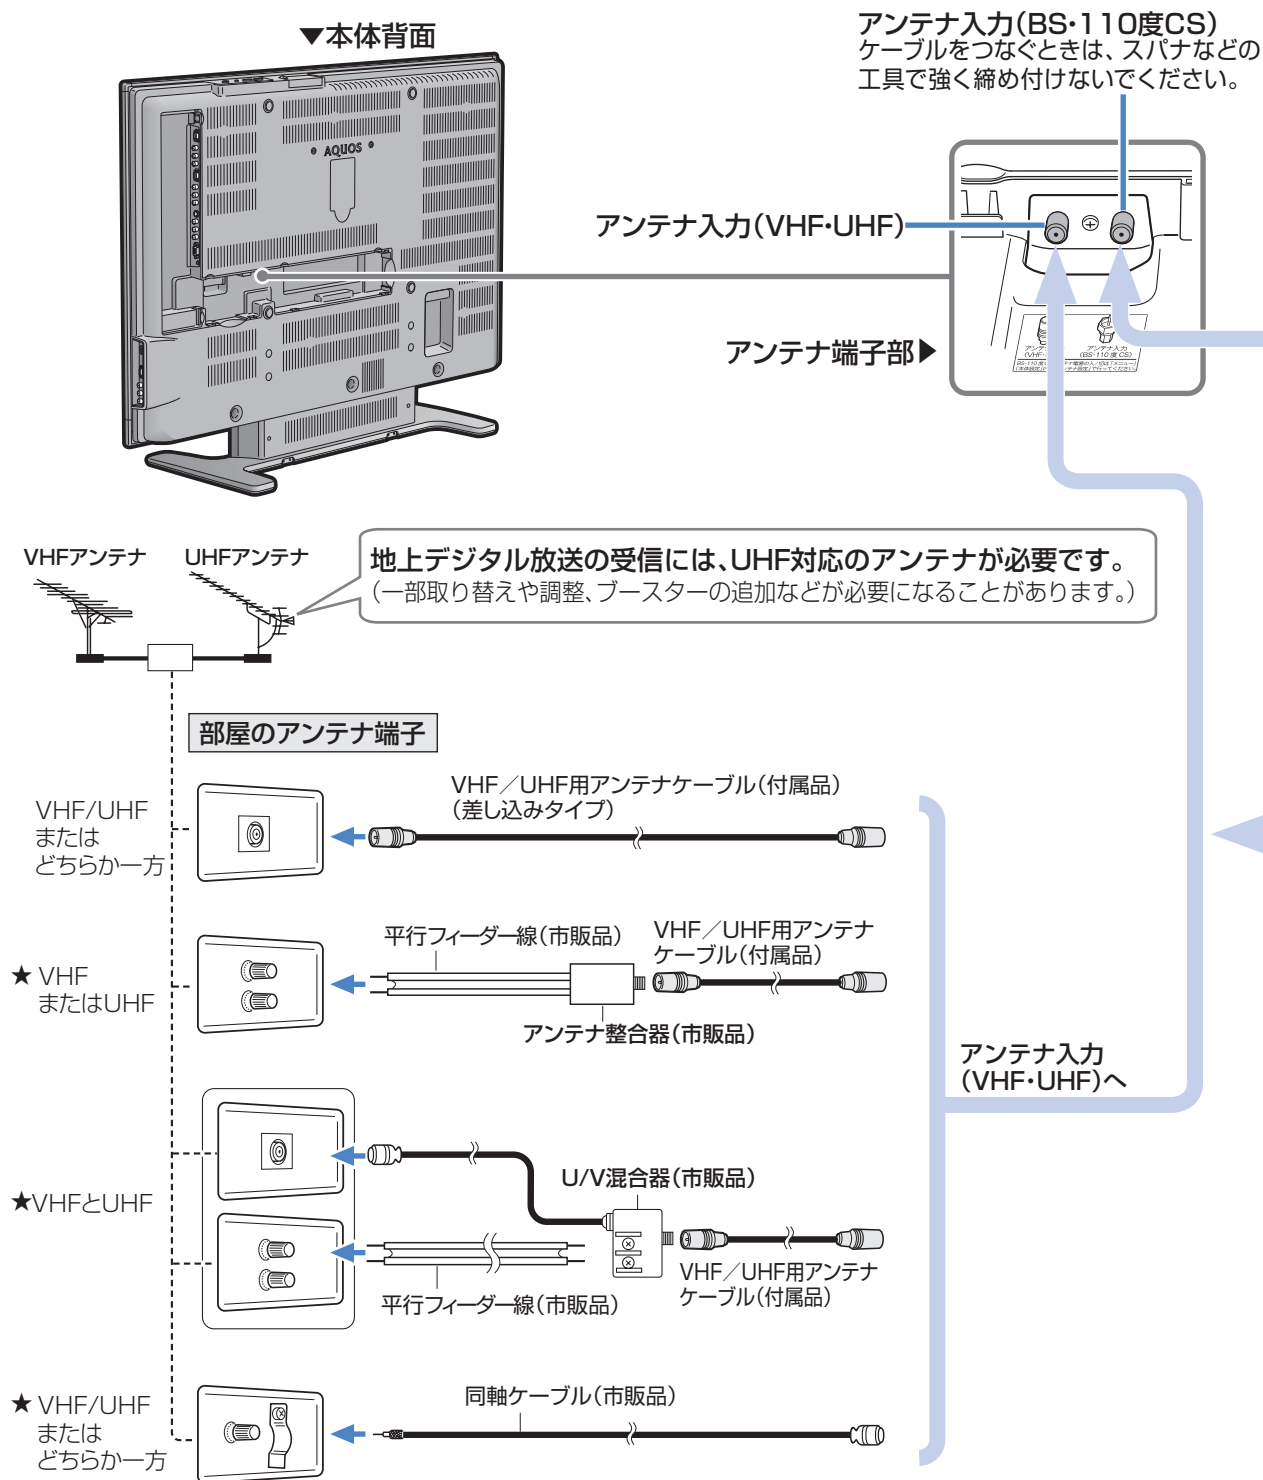 ▼本体背面
アンテナ入力(BS・110度CS)
ケーブルをつなぐときは、スパナなどの
工具で強く締め付けないでください。
AQUOS
アンテナ入力(VHF・UHF)
アンテナ端子部▶
アンテナ入力
(BS・110度 CS)
VHFアンテナ
UHFアンテナ
地上デジタル放送の受信には、UHF対応のアンテナが必要です。
(一部取り替えや調整、ブースターの追加などが必要になることがあります。)
部屋のアンテナ端子
VHF/UHF
または
どちらか一方
VHF/UHF用アンテナケーブル(付属品)
(差し込みタイプ)
★ VHF
またはUHF
平行フィーダー線(市販品)
VHF/UHF用アンテナ
ケーブル(付属品)
アンテナ整合器(市販品)
アンテナ入力
(VHF・UHF)へ
★VHFとUHF
U/V混合器(市販品)
VHF/UHF用アンテナ
ケーブル(付属品)
平行フィーダー線(市販品)
★ VHF/UHF
または
どちらか一方
同軸ケーブル(市販品)